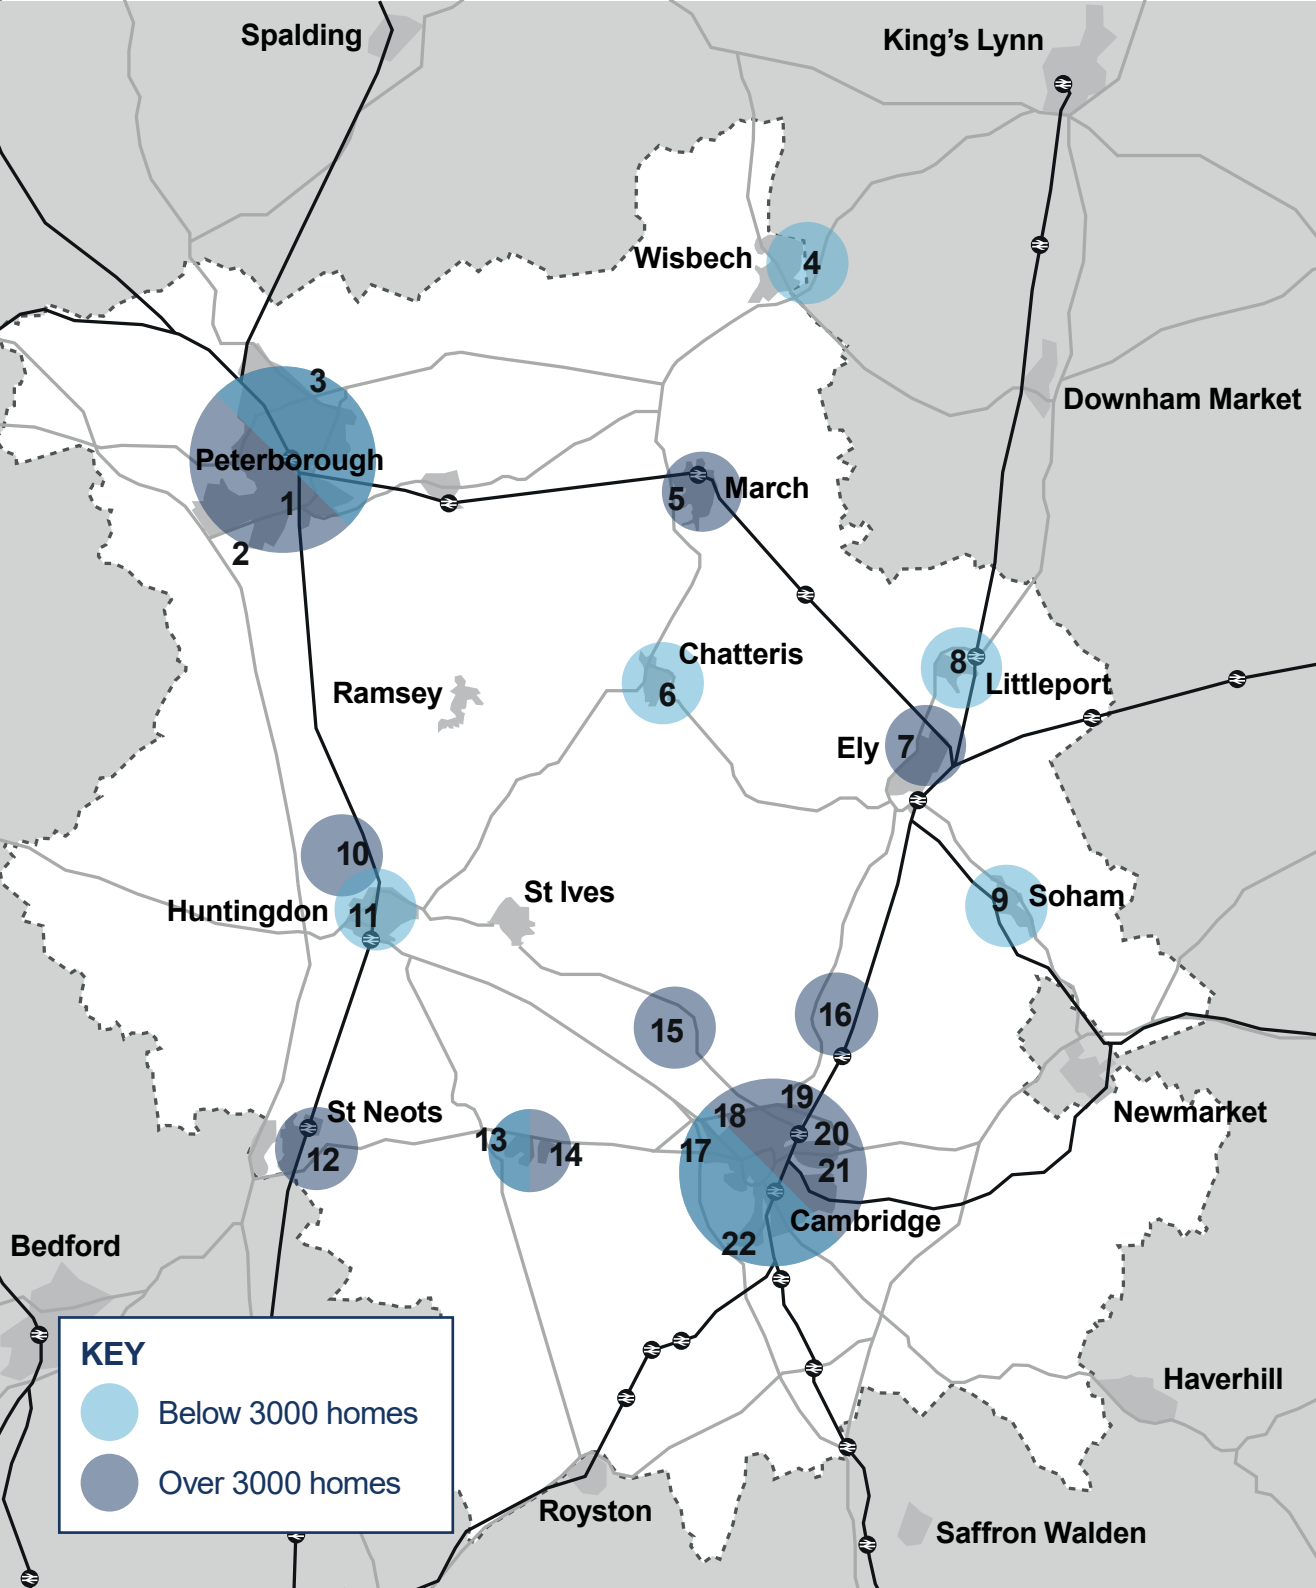 Spalding
King's Lynn
Wisbech
4
3
Downham Market
Peterborough
1
5
March
2
Chatteris
6
8
Littleport
Ramsey
Ely
7
10
Huntingdon
11
St Ives
9
Soham
15
16
St Neots
12
13
14
18
19
17
20
21
Newmarket
Cambridge
22
Bedford
KEY
Below 3000 homes
Over 3000 homes
Haverhill
Royston
Saffron Walden